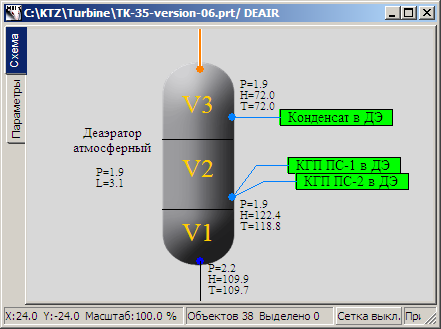 C:\KTZ\Turbine\TK-35-version-06.prt/ DEAIR
Схема
Параметры
P=1.9
H=72.0
T=72.0
V3
Конденсат в ДЭ
Деаэратор
атмосферный
P=1.9
L=3.1
V2
КГП ПС-1 в ДЭ
КГП ПС-2 в ДЭ
P=1.9
H=122.4
T=118.8
V1
P=2.2
H=109.9
T=109.7
X:24.0 Y:-24.0 Масштаб:100.0 % Объектов 38 Выделено 0 Сетка выкл. При